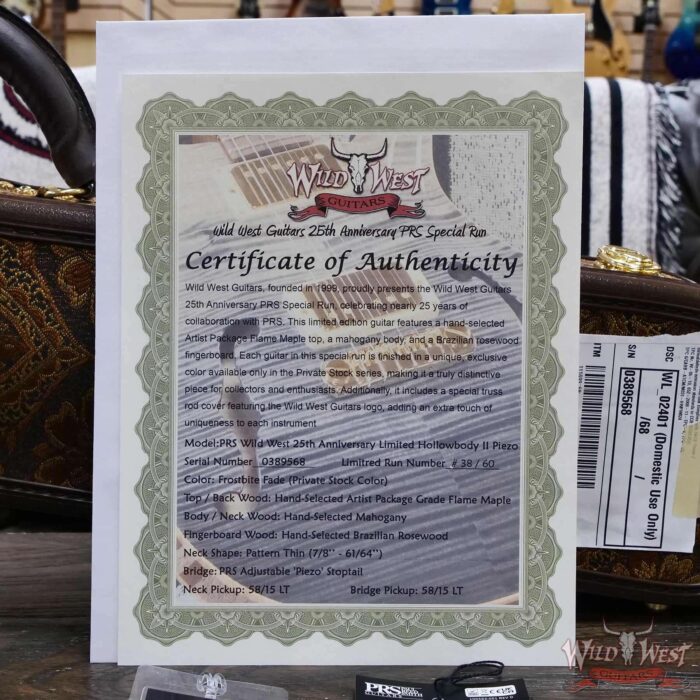 WILD WEST
GUITARS
Wild West Guitars 25th Anniversary PRS Special Run
Certificate of Authenticity
Wild West Guitars, founded in 1999, proudly presents the Wild West Guitars
25th Anniversary PRS Special Run, celebrating nearly 25 years of
collaboration with PRS. This limited edition guitar features a hand-selected
Artist Package Flame Maple top, a mahogany body, and a Brazilian rosewood
fingerboard. Each guitar in this special run is finished in a unique, exclusive
color available only in the Private Stock series, making it a truly distinctive
piece for collectors and enthusiasts. Additionally, it includes a special truss
rod cover featuring the Wild West Guitars logo, adding an extra touch of
uniqueness to each instrument
Model:PRS Wild West 25th Anniversary Limited Hollowbody II Piezo
Serial Number 0389568 Limitred Run Number # 38 / 60
Color: Frostbite Fade (Private Stock Color)
Top / Back Wood: Hand-Selected Artist Package Grade Flame Maple
Body / Neck Wood: Hand-Selected Mahogany
Fingerboard Wood: Hand-Selected Brazilian Rosewood
Neck Shape: Pattern Thin (7/8'' - 61/64'')
Bridge: PRS Adjustable 'Piezo' Stoptail
Neck Pickup: 58/15 LT Bridge Pickup: 58/15 LT
ITM
S/N
0389568
DSC WL_02401 (Domestic Use Only)
/68
/
PRS
GUITARS
WILD WEST
GUITARS